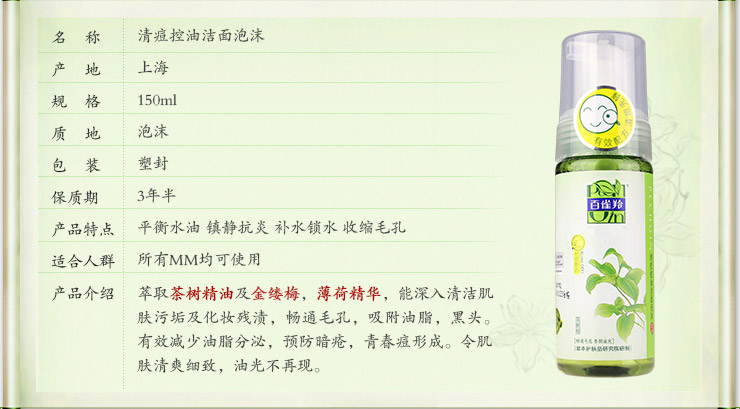 名 称 清痘控油洁面泡沫
产 地 上海
规 格 150ml
质 地 泡沫
包 装 塑封
保质期 3年半
产品特点 平衡水油 镇静抗炎 补水锁水 收缩毛孔
适合人群 所有MM均可使用
产品介绍 萃取茶树精油及金缕梅，薄荷精华，能深入清洁肌
肤污垢及化妆残渍，畅通毛孔，吸附油脂，黑头。
有效减少油脂分泌，预防暗疮，青春痘形成。令肌
肤清爽细致，油光不再现。
百雀羚